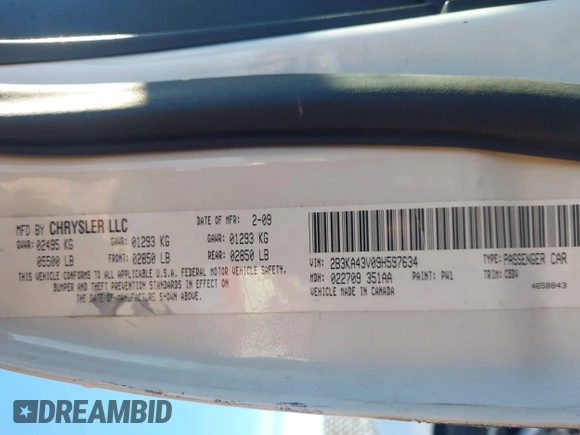 MFD BY CHRYSLER LLC
DATE OF MFR: 2-09
GVWR: 02495 KG GAWR: 01293 KG GAWR: 01293 KG
05500 LB FRONT: 02850 LB REAR: 02850 LB
THIS VEHICLE CONFORMS TO ALL APPLICABLE U.S.A. FEDERAL MOTOR VEHICLE SAFETY,
BUMPER AND THEFT PREVENTION STANDARDS IN EFFECT ON
THE DATE OF MANUFACTURE SHOWN ABOVE.
VIN: 2B3KA43V09H597634 TYPE: PASSENGER CAR
MDH: 022709 351AA PAINT: PW1 TRIM: C5DV
VEHICLE MADE IN CANADA 4658843
DREAMBID